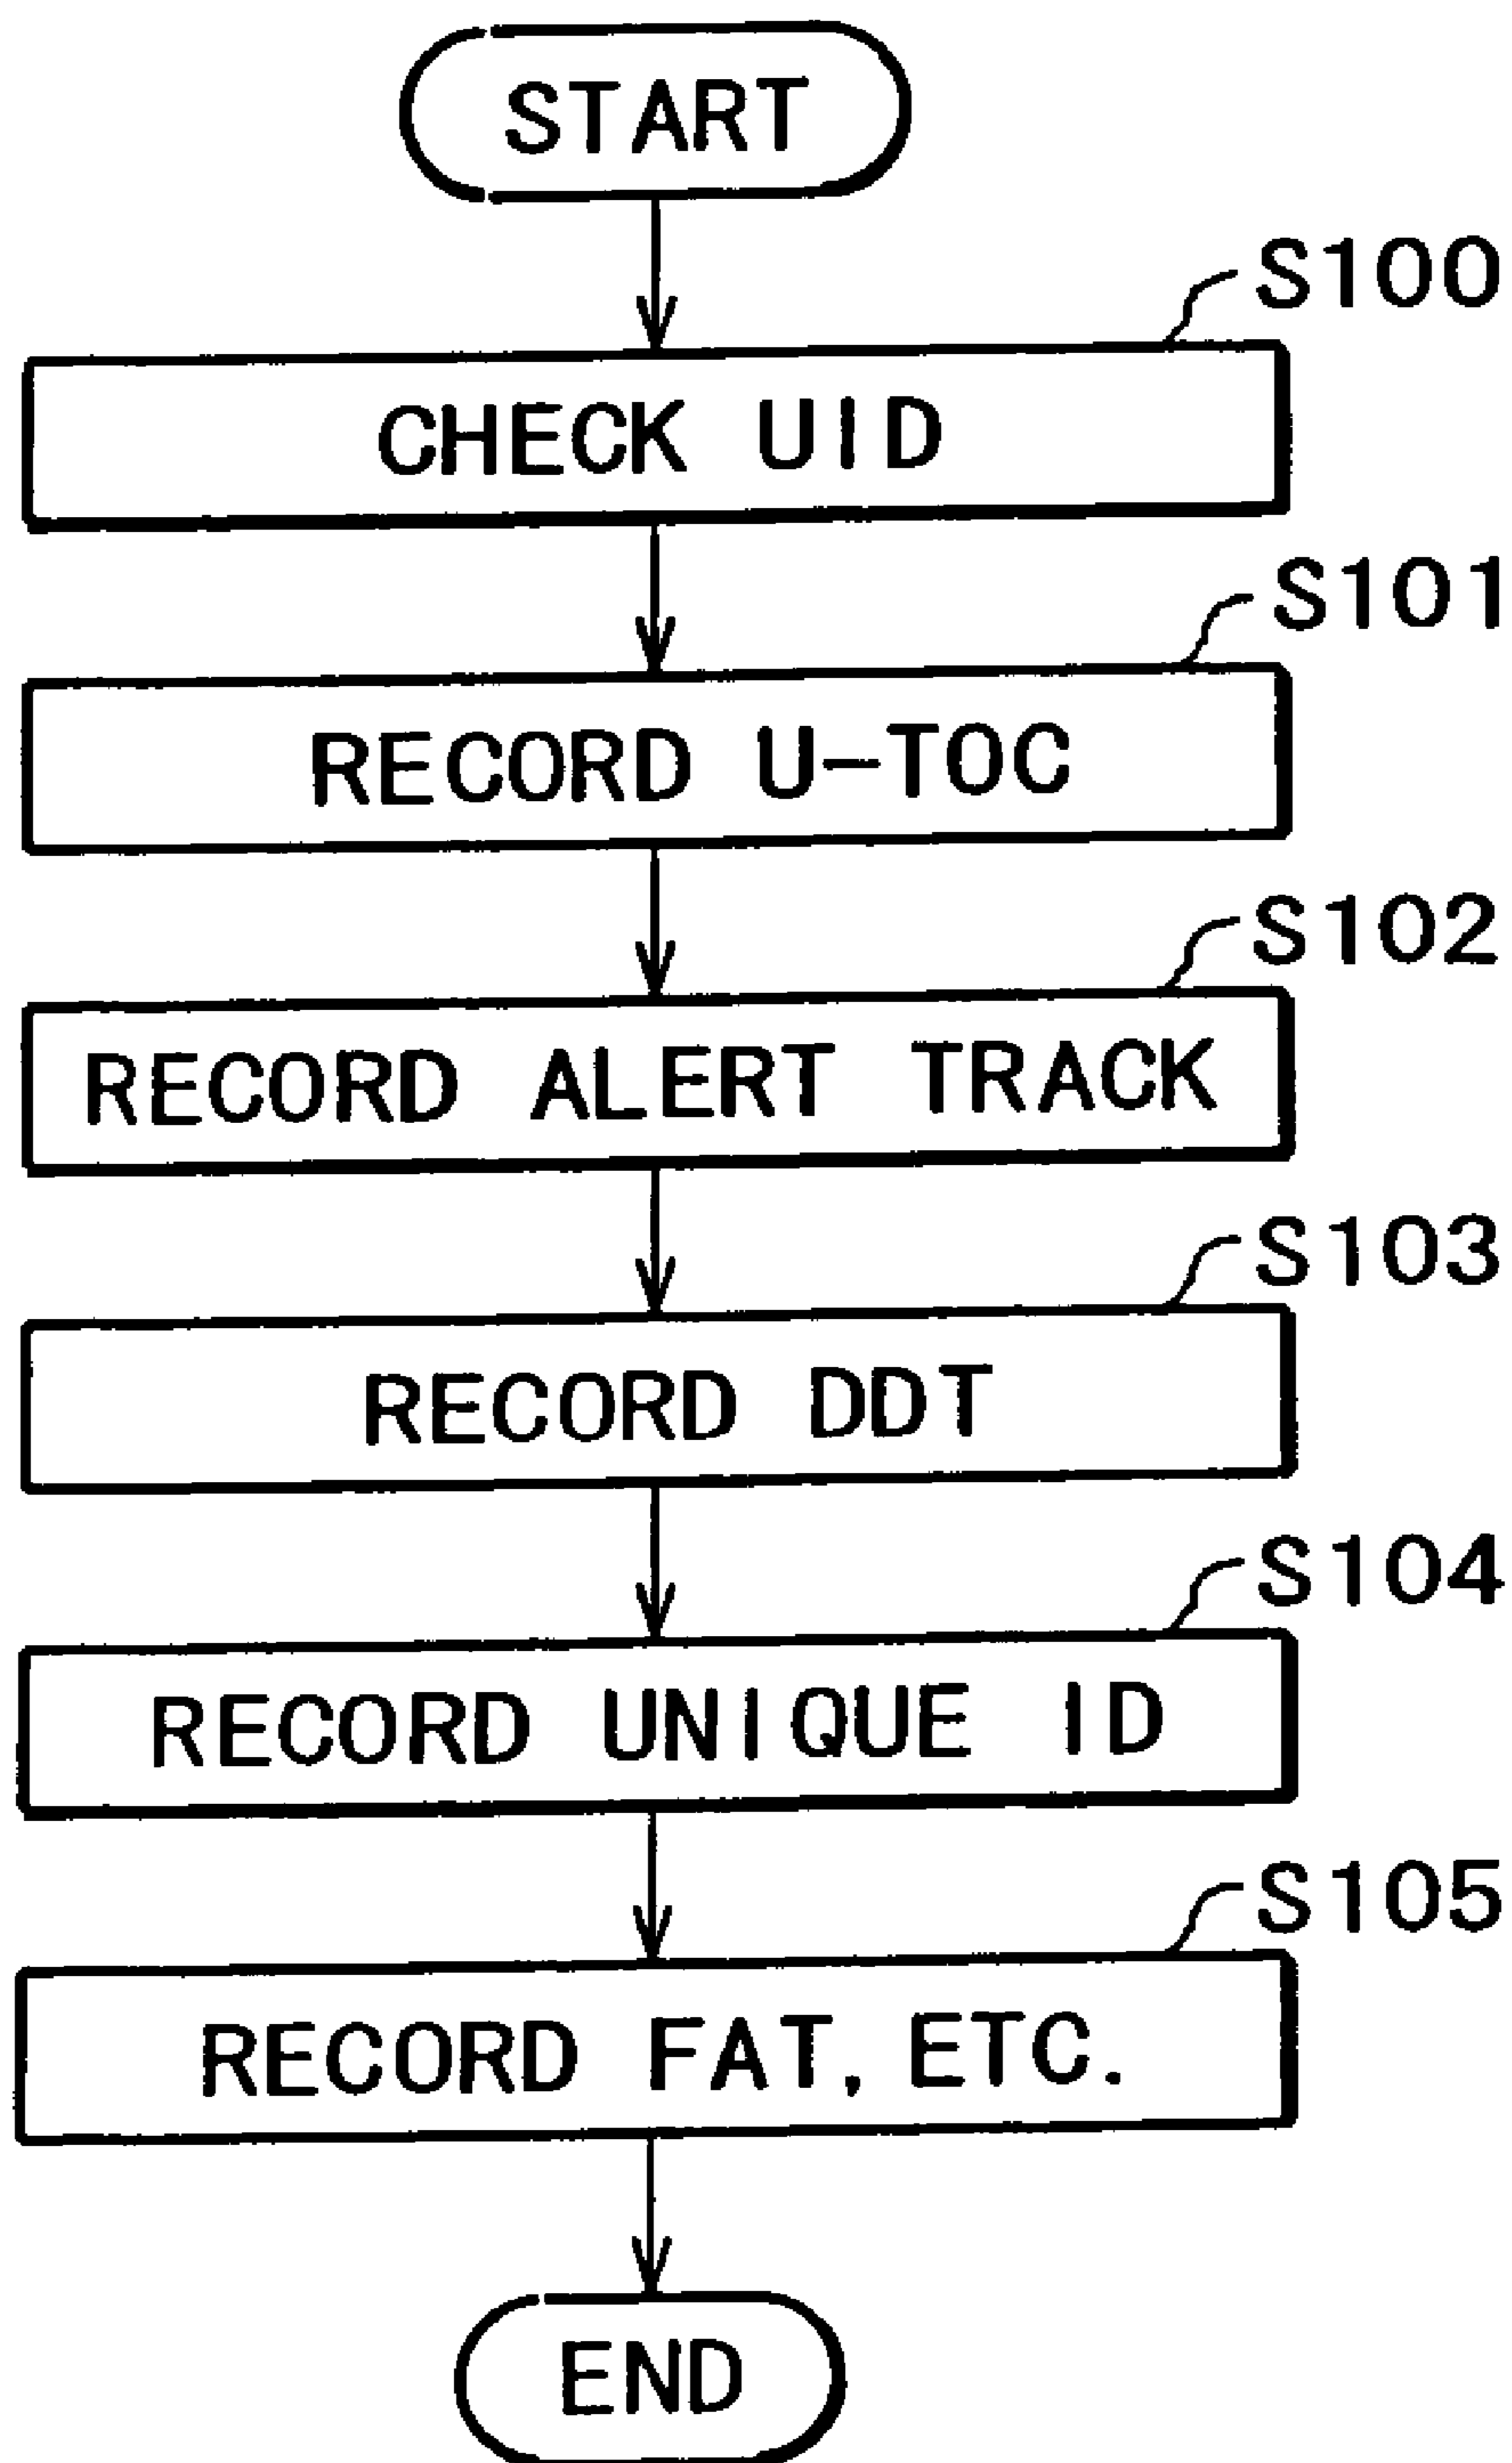 START
S100
CHECK UID
S101
RECORD U-TOC
S102
RECORD ALERT TRACK
S103
RECORD DDT
S104
RECORD UNIQUE ID
S105
RECORD FAT, ETC.
END